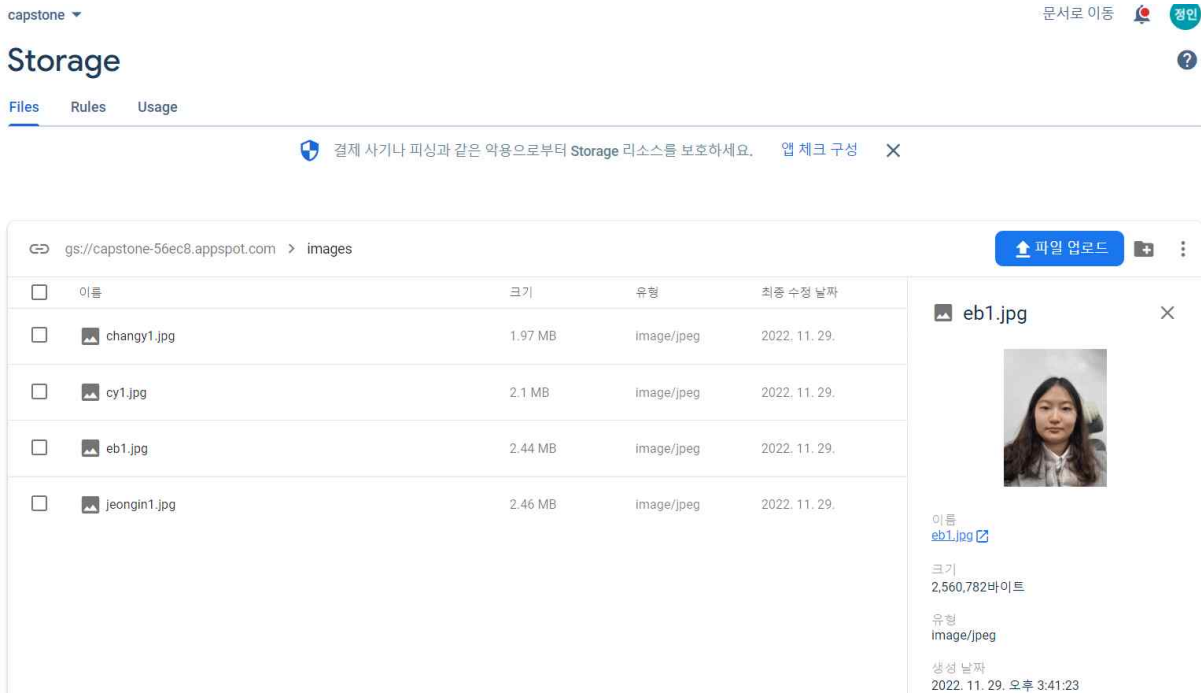 capstone
문서로 이동
정인
Storage
Files Rules Usage
결제 사기나 피싱과 같은 악용으로부터 Storage 리소스를 보호하세요. 앱 체크 구성
gs://capstone-56ec8.appspot.com > images
파일 업로드
이름 크기 유형 최종 수정 날짜
changy1.jpg 1.97 MB image/jpeg 2022. 11. 29.
cy1.jpg 2.1 MB image/jpeg 2022. 11. 29.
eb1.jpg 2.44 MB image/jpeg 2022. 11. 29.
jeongin1.jpg 2.46 MB image/jpeg 2022. 11. 29.
eb1.jpg
이름
eb1.jpg
크기
2,560,782바이트
유형
image/jpeg
생성 날짜
2022. 11. 29. 오후 3:41:23